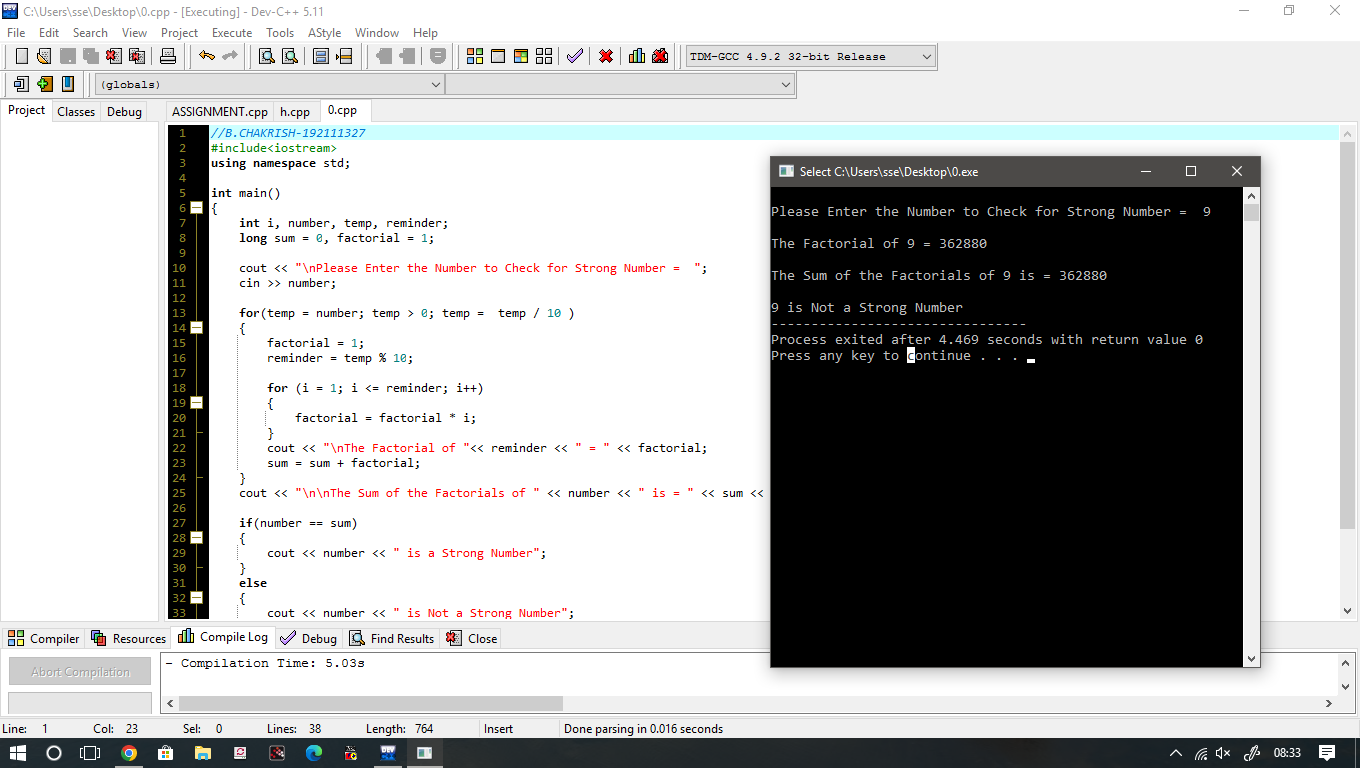 C:\Users\sse\Desktop\0.cpp - [Executing] - Dev-C++ 5.11
File Edit Search View Project Execute Tools AStyle Window Help
TDM-GCC 4.9.2 32-bit Release
(globals)
Project Classes Debug
ASSIGNMENT.cpp h.cpp 0.cpp
1 //B.CHAKRISH-192111327
2 #include<iostream>
3 using namespace std;
4
5 int main()
6 {
7 int i, number, temp, reminder;
8 long sum = 0, factorial = 1;
9
10 cout << "\nPlease Enter the Number to Check for Strong Number =  ";
11 cin >> number;
12
13 for(temp = number; temp > 0; temp =  temp / 10 )
14 {
15 factorial = 1;
16 reminder = temp % 10;
17
18 for (i = 1; i <= reminder; i++)
19 {
20 factorial = factorial * i;
21 }
22 cout << "\nThe Factorial of "<< reminder << " = " << factorial;
23 sum = sum + factorial;
24 }
25 cout << "\n\nThe Sum of the Factorials of " << number << " is = " << sum <<
26
27 if(number == sum)
28 {
29 cout << number << " is a Strong Number";
30 }
31 else
32 {
33 cout << number << " is Not a Strong Number";
Select C:\Users\sse\Desktop\0.exe
Please Enter the Number to Check for Strong Number =  9
The Factorial of 9 = 362880
The Sum of the Factorials of 9 is = 362880
9 is Not a Strong Number
--------------------------------
Process exited after 4.469 seconds with return value 0
Press any key to continue . . .
Compiler Resources Compile Log Debug Find Results Close
Abort Compilation
- Compilation Time: 5.03s
Line: 1 Col: 23 Sel: 0 Lines: 38 Length: 764 Insert Done parsing in 0.016 seconds
08:33